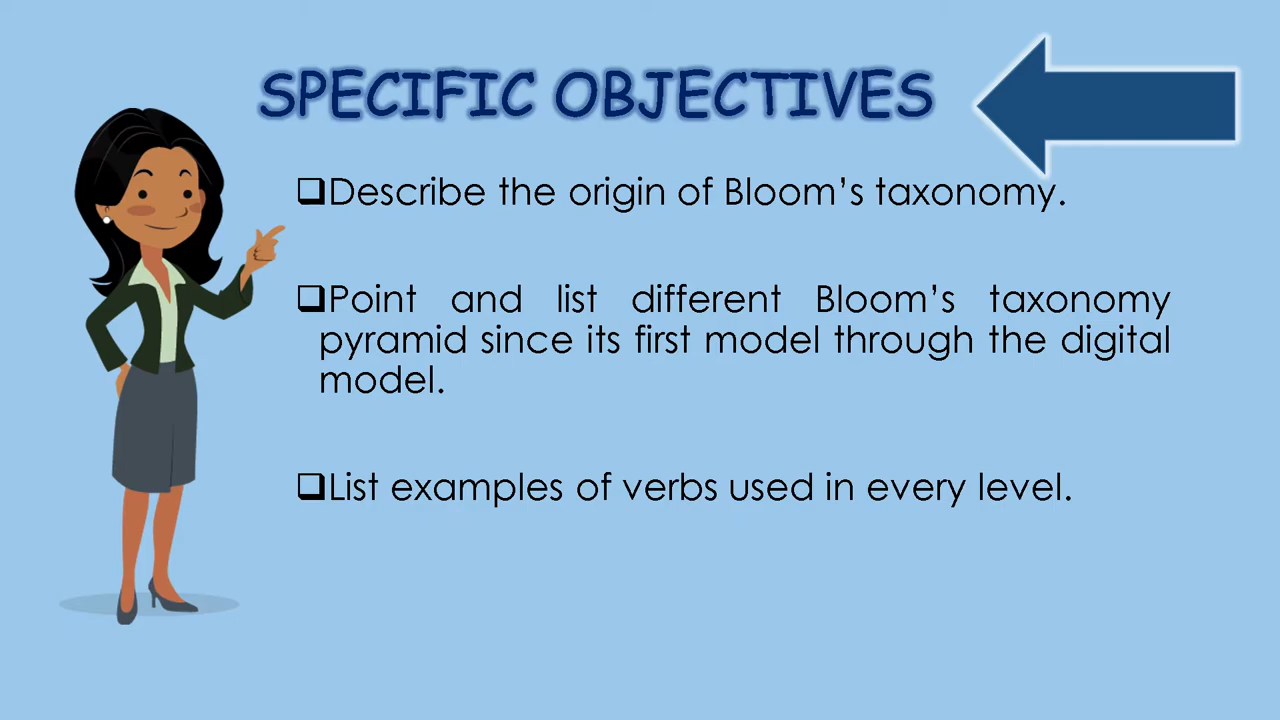 SPECIFIC OBJECTIVES
Describe the origin of Bloom's taxonomy.
Point and list different Bloom's taxonomy
pyramid since its first model through the digital
model.
List examples of verbs used in every level.